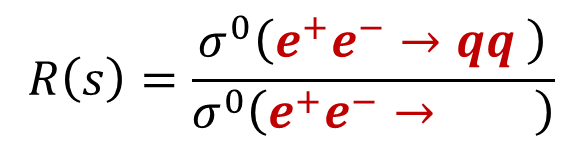 R(s) = σ⁰(e⁺e⁻ → qq )
σ⁰(e⁺e⁻ → )